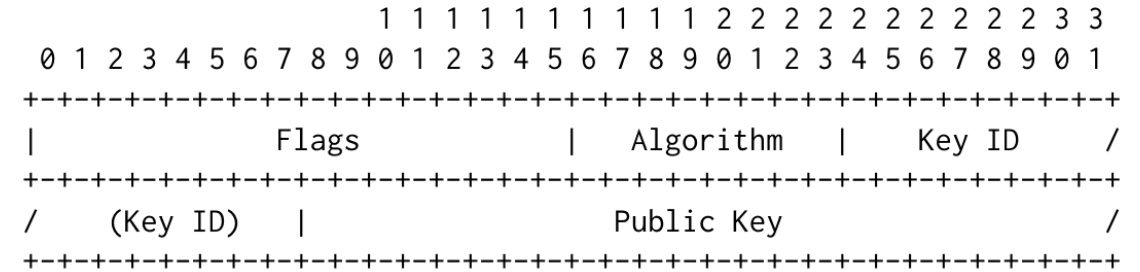 1 1 1 1 1 1 1 1 1 1 2 2 2 2 2 2 2 2 2 2 3 3
0 1 2 3 4 5 6 7 8 9 0 1 2 3 4 5 6 7 8 9 0 1 2 3 4 5 6 7 8 9 0 1
+-+-+-+-+-+-+-+-+-+-+-+-+-+-+-+-+-+-+-+-+-+-+-+-+-+-+-+-+-+-+-+-+
| Flags | Algorithm | Key ID /
+-+-+-+-+-+-+-+-+-+-+-+-+-+-+-+-+-+-+-+-+-+-+-+-+-+-+-+-+-+-+-+-+
/ (Key ID) | Public Key /
+-+-+-+-+-+-+-+-+-+-+-+-+-+-+-+-+-+-+-+-+-+-+-+-+-+-+-+-+-+-+-+-+